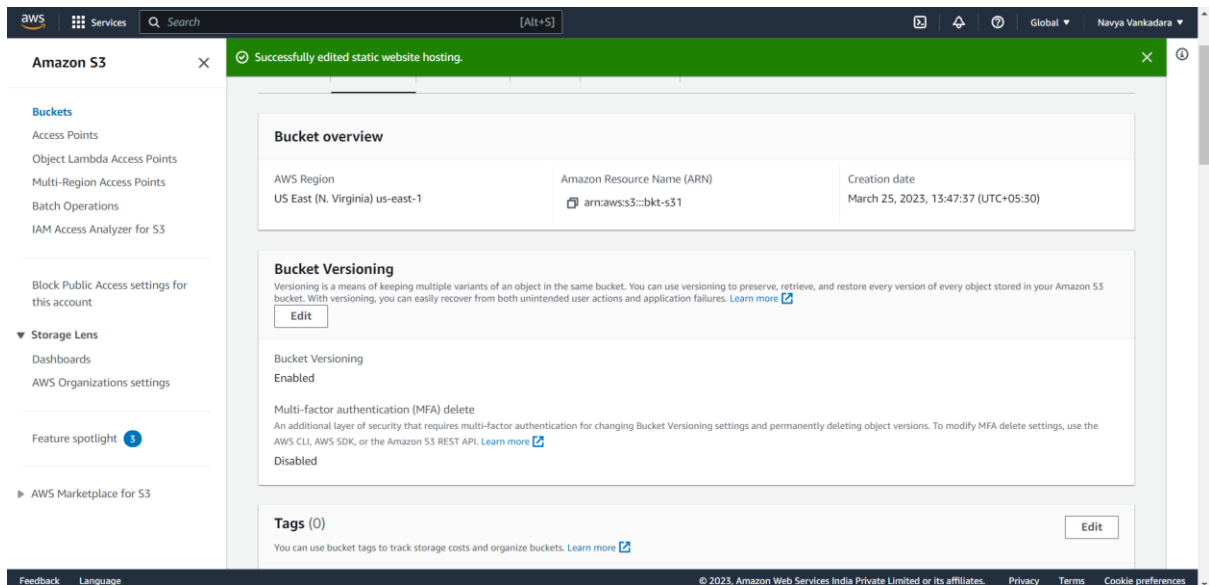 aws
Services
Search
[Alt+S]
Global
Navya Vankadara
Amazon S3
Successfully edited static website hosting.
Buckets
Access Points
Object Lambda Access Points
Multi-Region Access Points
Batch Operations
IAM Access Analyzer for S3
Block Public Access settings for
this account
Storage Lens
Dashboards
AWS Organizations settings
Feature spotlight 3
AWS Marketplace for S3
Bucket overview
AWS Region
US East (N. Virginia) us-east-1
Amazon Resource Name (ARN)
arn:aws:s3:::bkt-s31
Creation date
March 25, 2023, 13:47:37 (UTC+05:30)
Bucket Versioning
Versioning is a means of keeping multiple variants of an object in the same bucket. You can use versioning to preserve, retrieve, and restore every version of every object stored in your Amazon S3
bucket. With versioning, you can easily recover from both unintended user actions and application failures. Learn more
Edit
Bucket Versioning
Enabled
Multi-factor authentication (MFA) delete
An additional layer of security that requires multi-factor authentication for changing Bucket Versioning settings and permanently deleting object versions. To modify MFA delete settings, use the
AWS CLI, AWS SDK, or the Amazon S3 REST API. Learn more
Disabled
Tags (0)
Edit
You can use bucket tags to track storage costs and organize buckets. Learn more
Feedback
Language
© 2023, Amazon Web Services India Private Limited or its affiliates.
Privacy
Terms
Cookie preferences